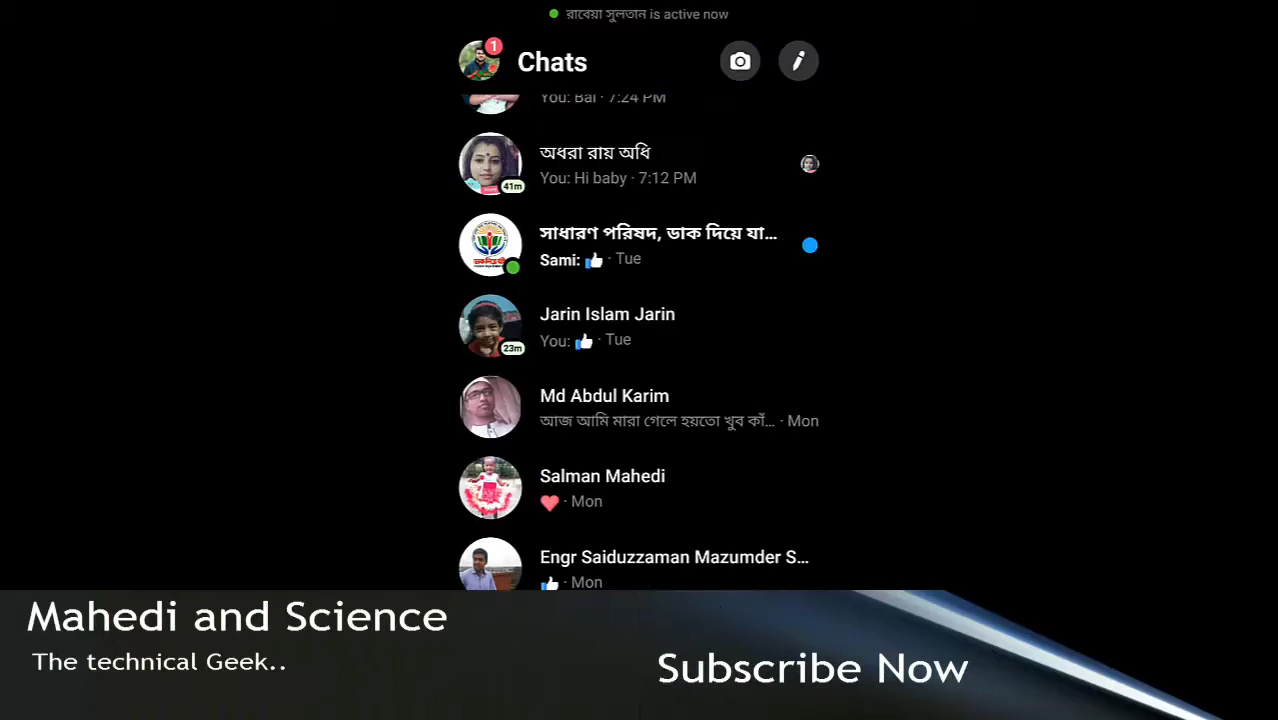 রাবেয়া সুলতান is active now
1
Chats
You: Bal · 7:24 PM
অধরা রায় অধি
You: Hi baby · 7:12 PM
41m
সাধারণ পরিষদ, ডাক দিয়ে যা...
Sami: 👍 · Tue
Jarin Islam Jarin
You: 👍 · Tue
23m
Md Abdul Karim
আজ আমি মারা গেলে হয়তো খুব কাঁ... · Mon
Salman Mahedi
❤ · Mon
Engr Saiduzzaman Mazumder S...
👍 · Mon
Mahedi and Science
The technical Geek..
Subscribe Now